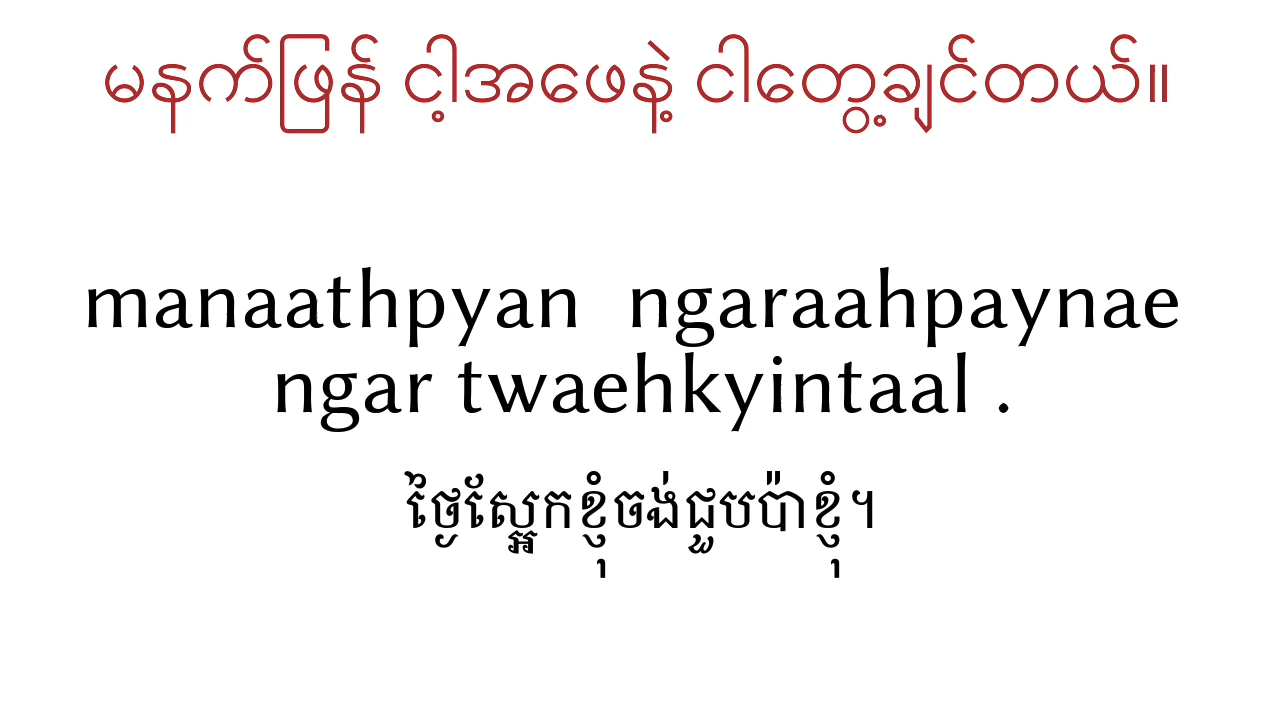 မနက်ဖြန် ငါ့အဖေနဲ့ ငါတွေ့ချင်တယ်။
manaathpyan ngaraahpaynae
ngar twaehkyintaal .
ថ្ងៃស្អែកខ្ញុំចង់ជួបប៉ាខ្ញុំ។